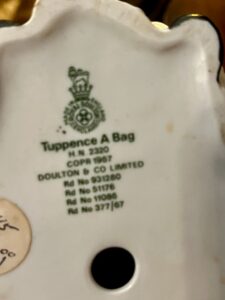 Tuppence A Bag
H.N. 2320
COPR 1967
DOULTON & CO LIMITED
Rd No 931280
Rd No 51176
Rd No 11086
Rd No 377/67